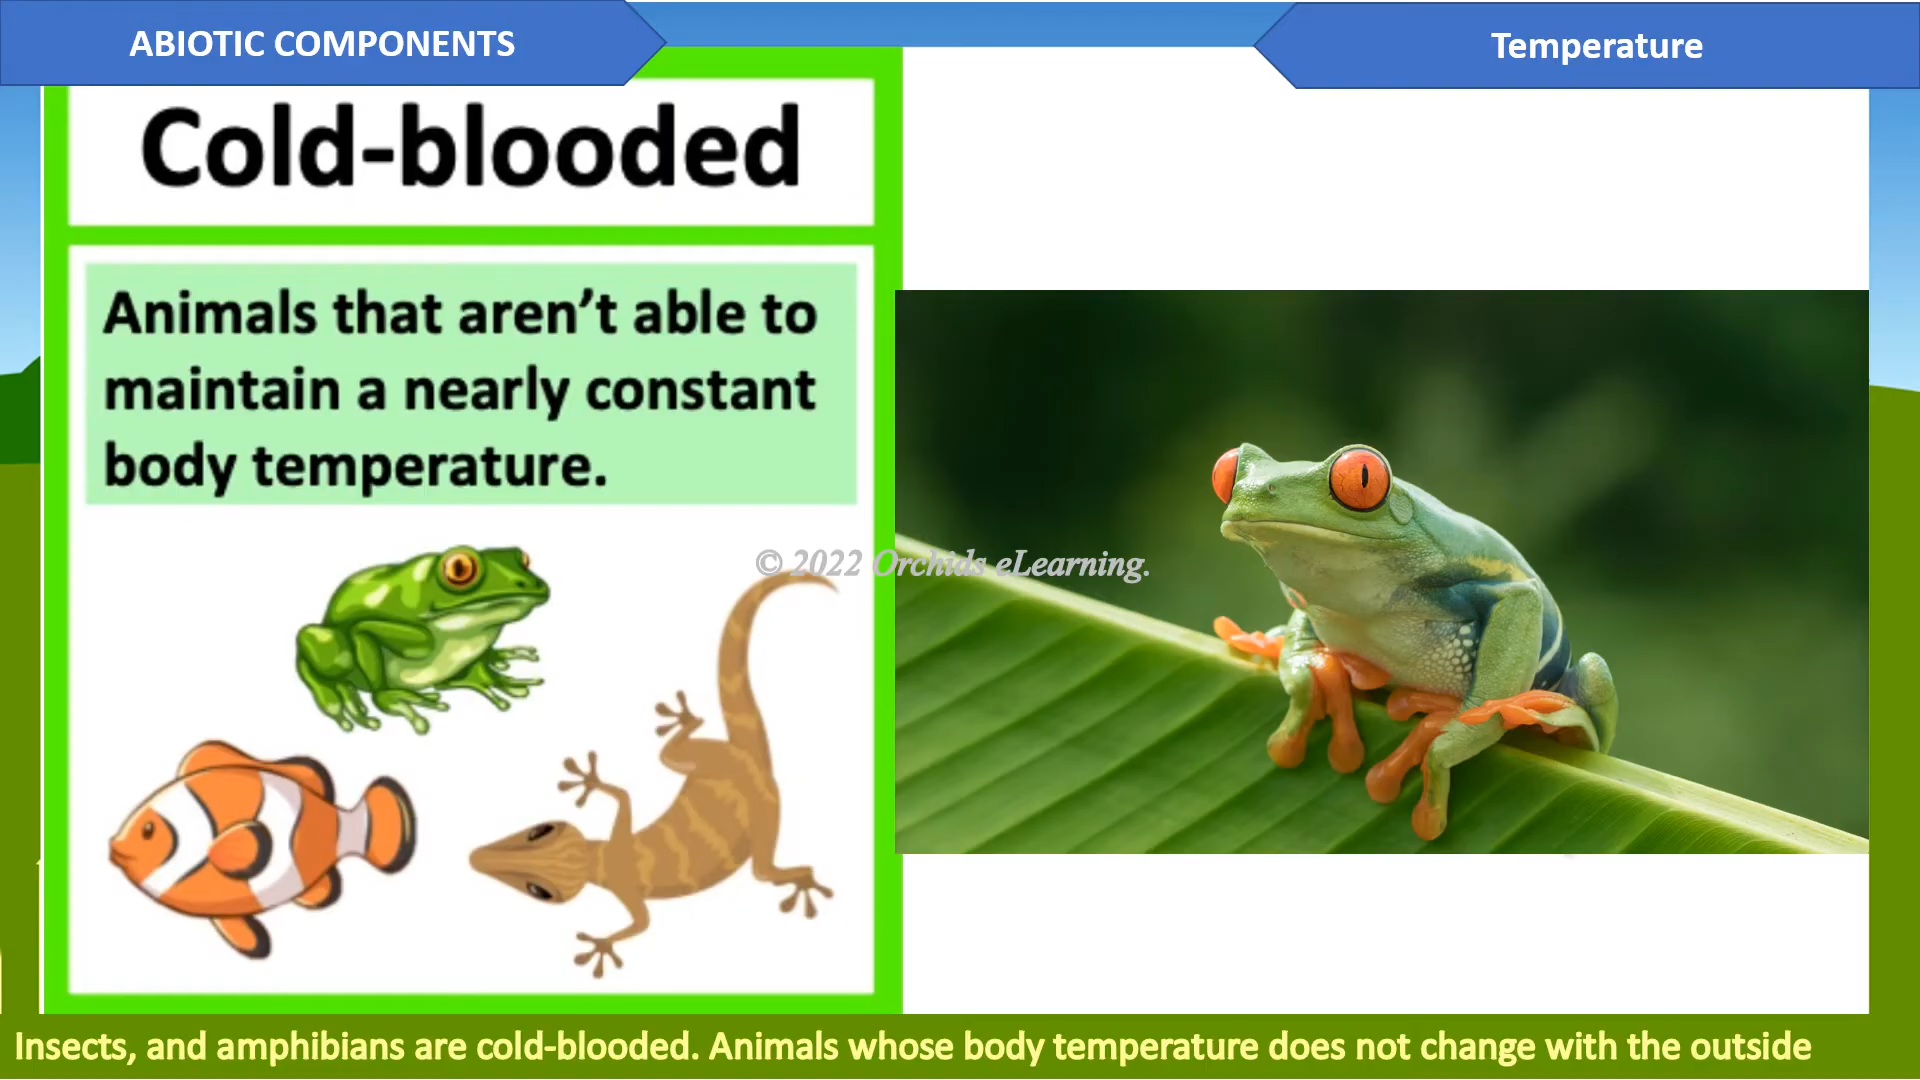 ABIOTIC COMPONENTS
Temperature
Cold-blooded
Animals that aren’t able to
maintain a nearly constant
body temperature.
© 2022 Orchids eLearning.
Insects, and amphibians are cold-blooded. Animals whose body temperature does not change with the outside